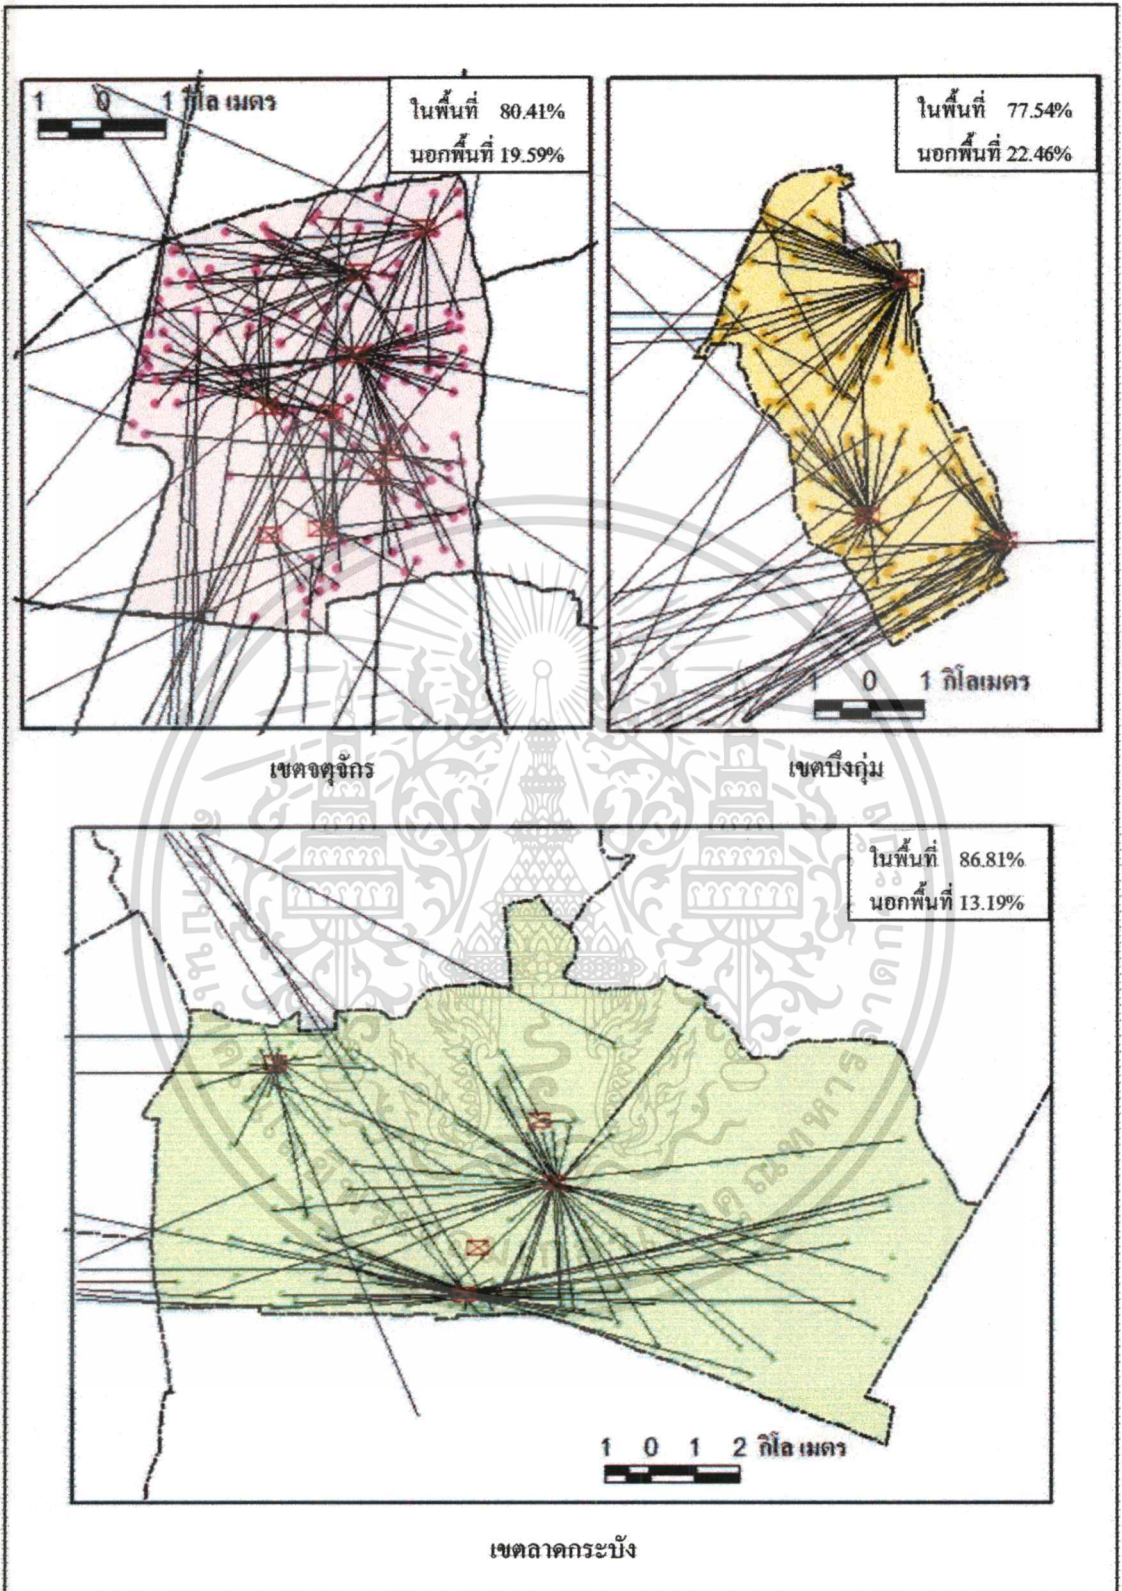 1 0 1 กิโล เมตร
ในพื้นที่ 80.41%
นอกพื้นที่ 19.59%
ในพื้นที่ 77.54%
นอกพื้นที่ 22.46%
1 0 1 กิโลเมตร
เขตจตุจักร
เขตบึงกุ่ม
ในพื้นที่ 86.81%
นอกพื้นที่ 13.19%
1 0 1 2 กิโล เมตร
เขตลาดกระบัง